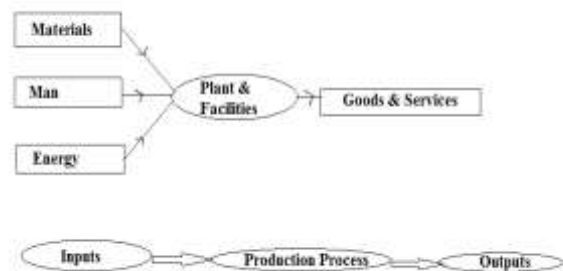 Materials
Man
Plant &
Facilities
Goods & Services
Energy
Inputs
Production Process
Outputs